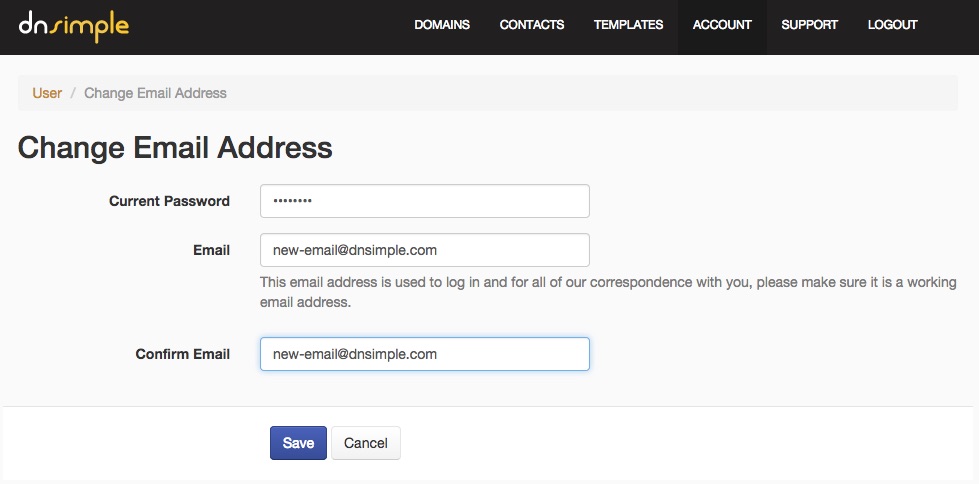 dnsimple
DOMAINS CONTACTS TEMPLATES ACCOUNT SUPPORT LOGOUT
User / Change Email Address
Change Email Address
Current Password ••••••••
Email new-email@dnsimple.com
This email address is used to log in and for all of our correspondence with you, please make sure it is a working
email address.
Confirm Email new-email@dnsimple.com
Save Cancel